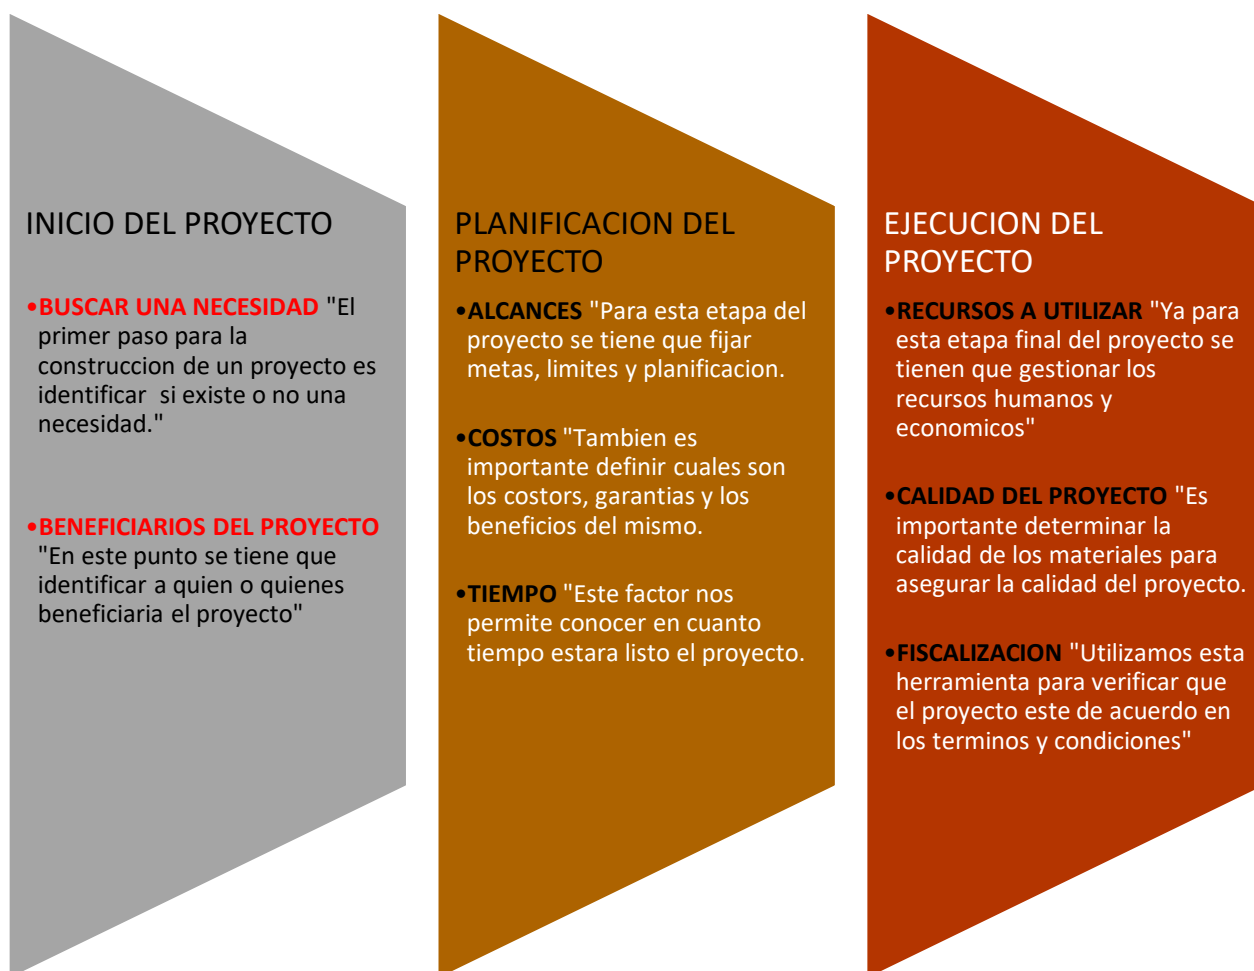 INICIO DEL PROYECTO
•BUSCAR UNA NECESIDAD "El
primer paso para la
construccion de un proyecto es
identificar  si existe o no una
necesidad."
•BENEFICIARIOS DEL PROYECTO
"En este punto se tiene que
identificar a quien o quienes
beneficiaria el proyecto"
PLANIFICACION DEL
PROYECTO
•ALCANCES "Para esta etapa del
proyecto se tiene que fijar
metas, limites y planificacion.
•COSTOS "Tambien es
importante definir cuales son
los costors, garantias y los
beneficios del mismo.
•TIEMPO "Este factor nos
permite conocer en cuanto
tiempo estara listo el proyecto.
EJECUCION DEL
PROYECTO
•RECURSOS A UTILIZAR "Ya para
esta etapa final del proyecto se
tienen que gestionar los
recursos humanos y
economicos"
•CALIDAD DEL PROYECTO "Es
importante determinar la
calidad de los materiales para
asegurar la calidad del proyecto.
•FISCALIZACION "Utilizamos esta
herramienta para verificar que
el proyecto este de acuerdo en
los terminos y condiciones"